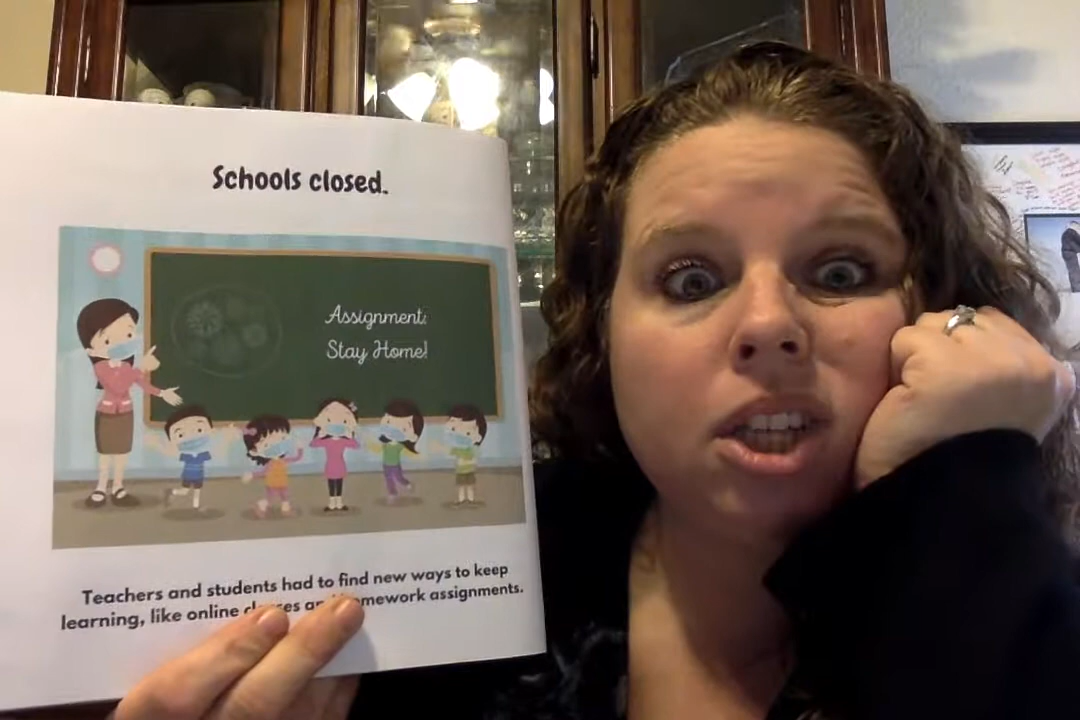 Schools closed.
Assignment:
Stay Home!
Teachers and students had to find new ways to keep
learning, like online homework assignments.